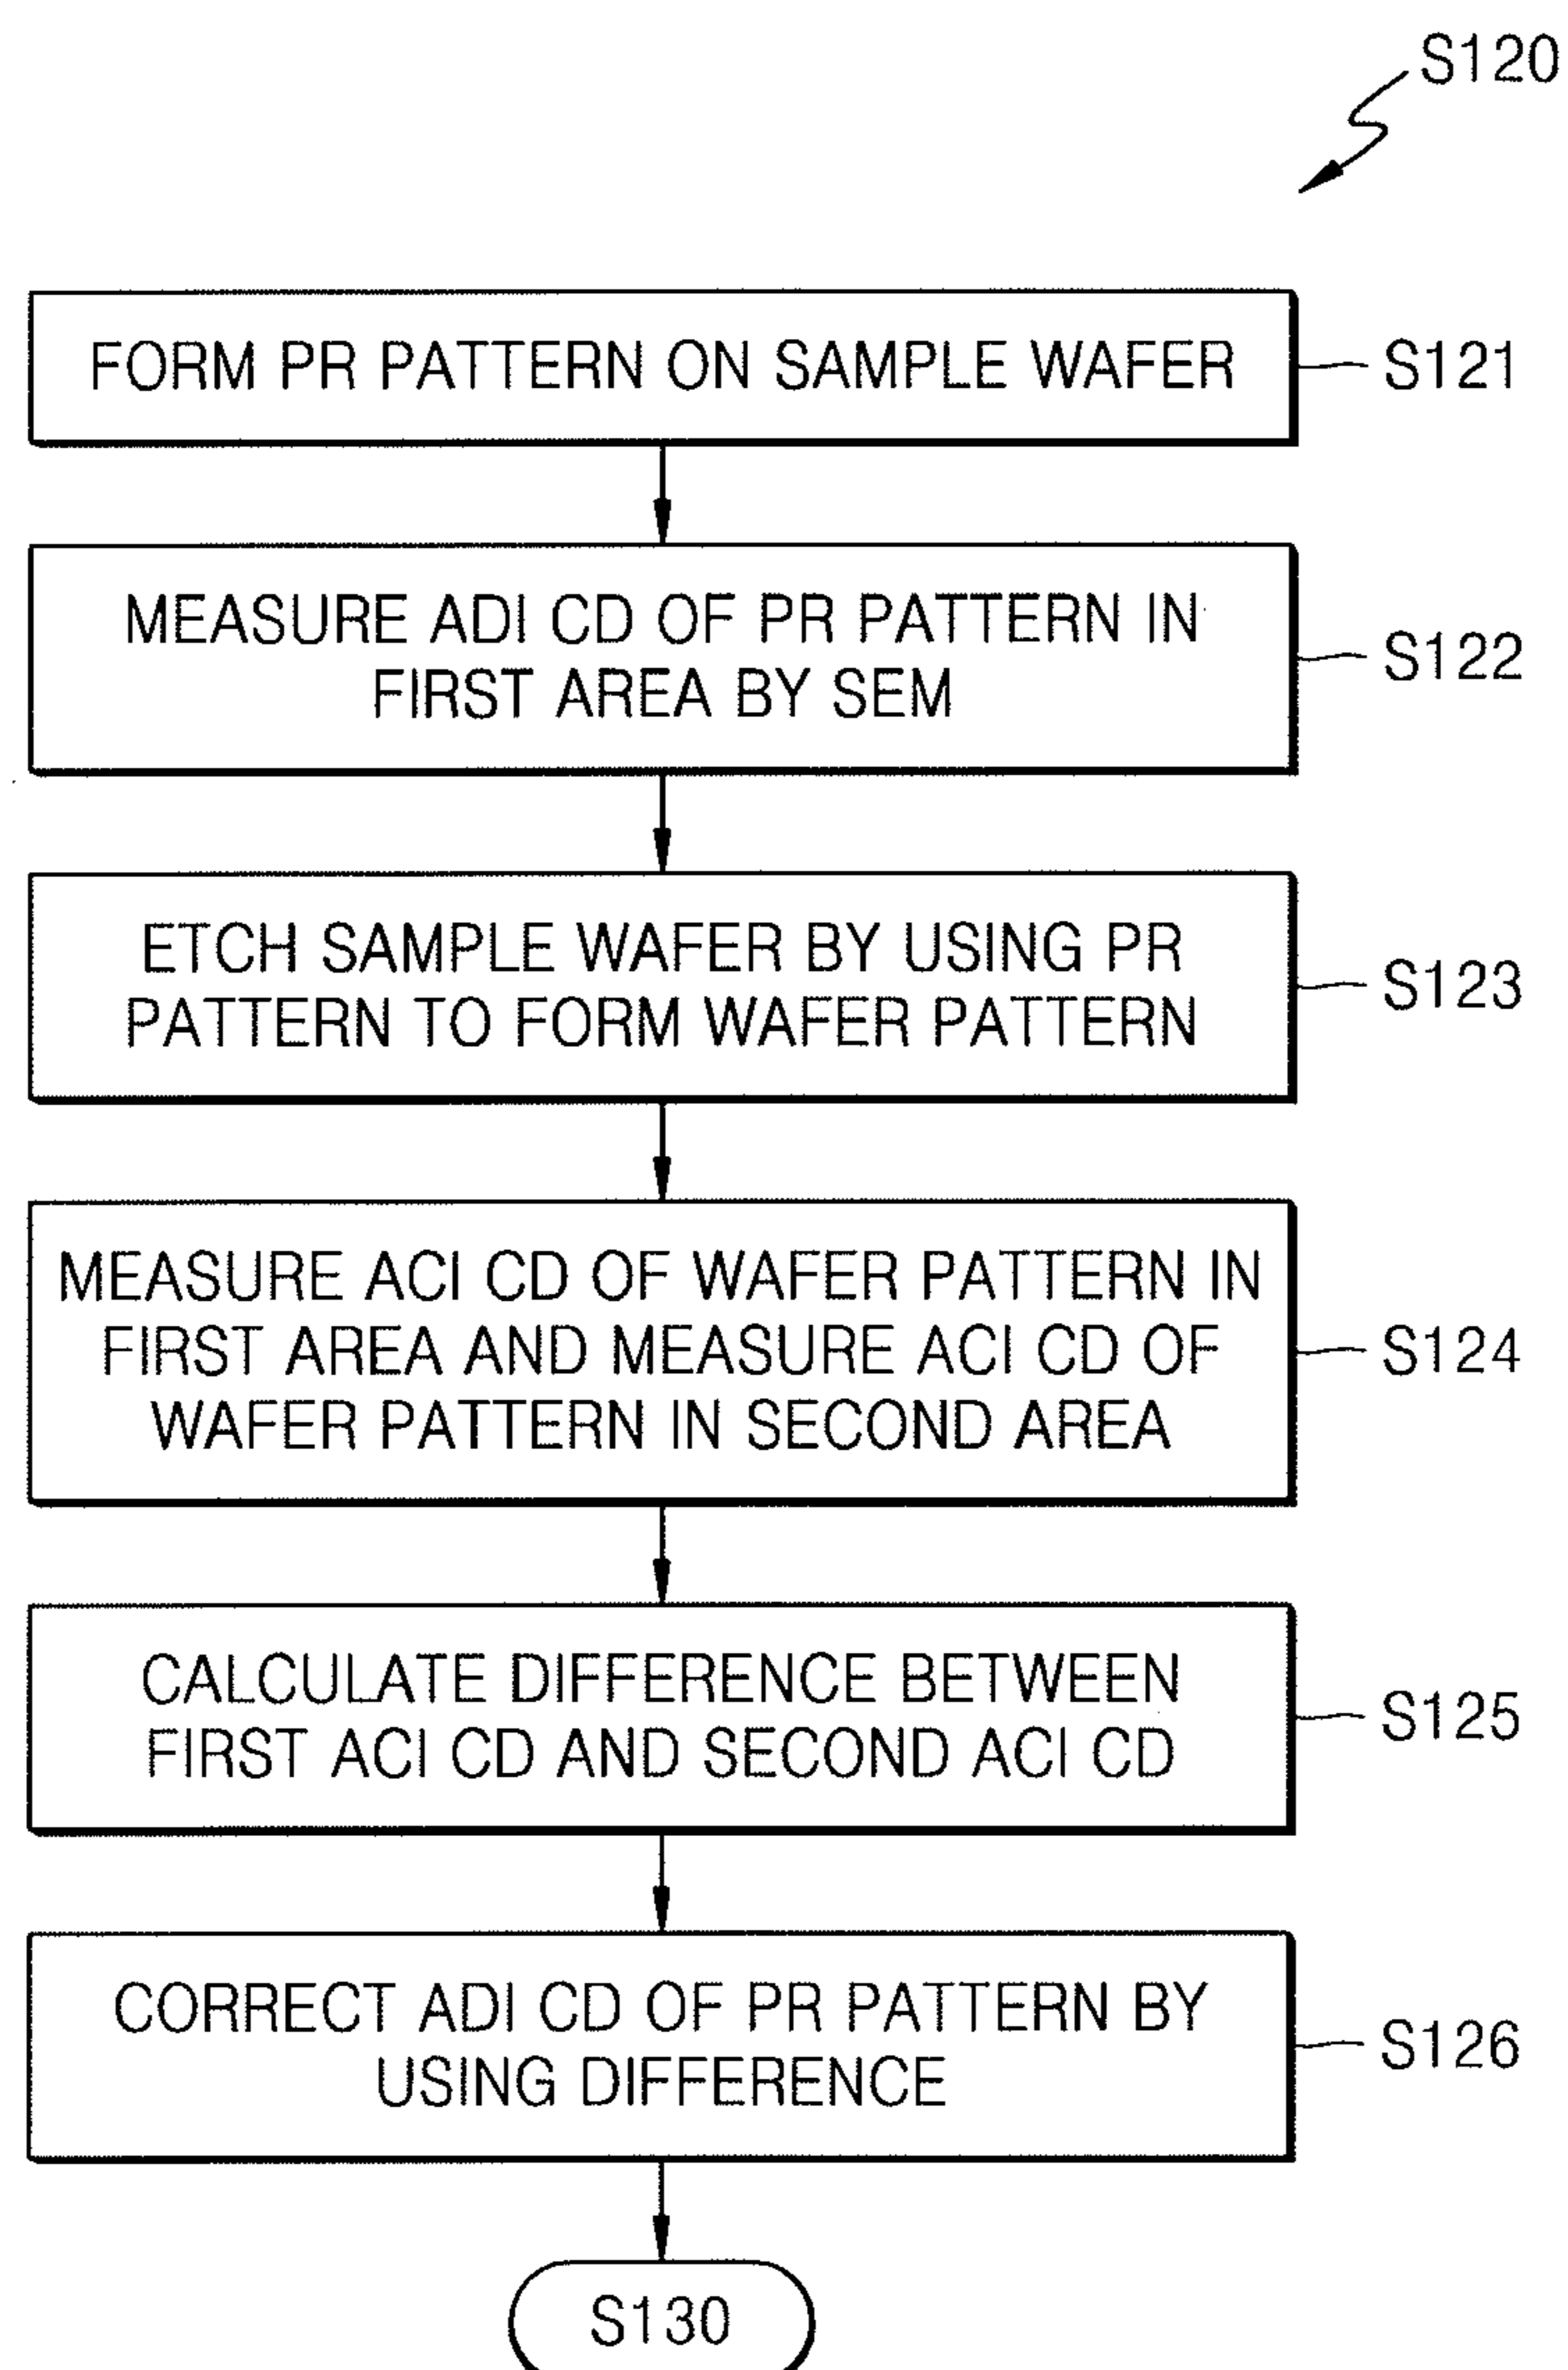 S120
FORM PR PATTERN ON SAMPLE WAFER
S121
MEASURE ADI CD OF PR PATTERN IN
FIRST AREA BY SEM
S122
ETCH SAMPLE WAFER BY USING PR
PATTERN TO FORM WAFER PATTERN
S123
MEASURE ACI CD OF WAFER PATTERN IN
FIRST AREA AND MEASURE ACI CD OF
WAFER PATTERN IN SECOND AREA
S124
CALCULATE DIFFERENCE BETWEEN
FIRST ACI CD AND SECOND ACI CD
S125
CORRECT ADI CD OF PR PATTERN BY
USING DIFFERENCE
S126
S130